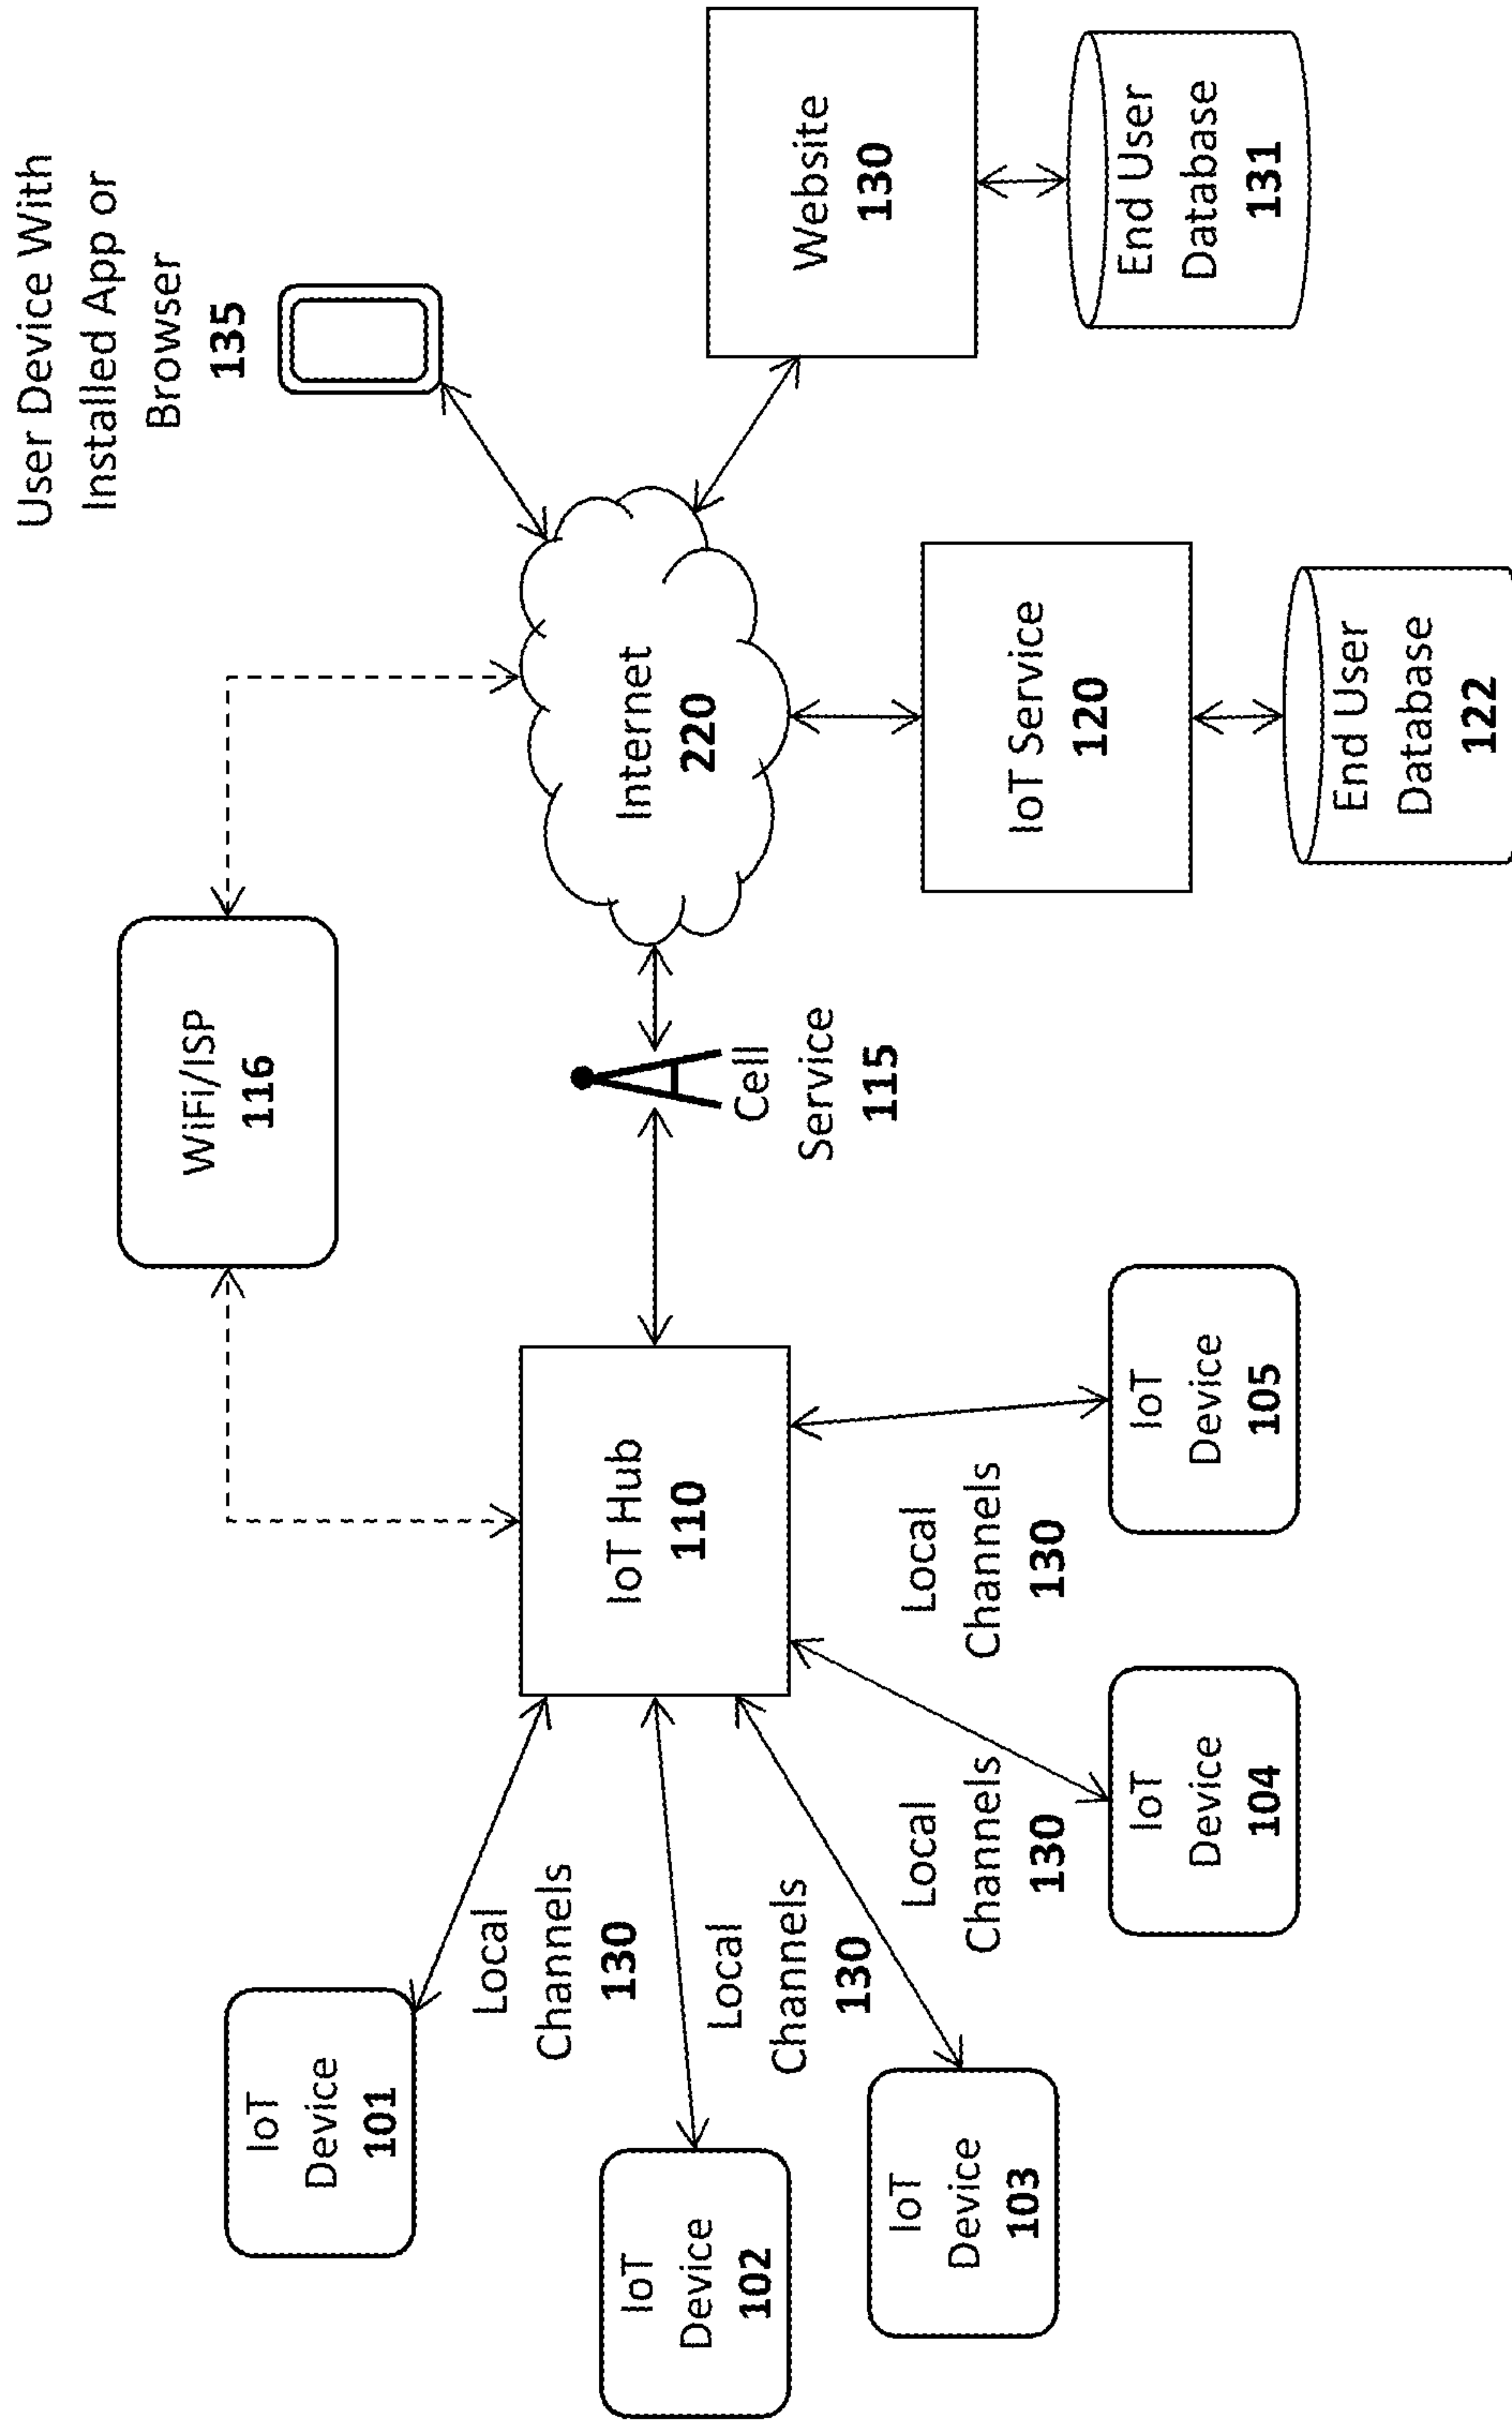 User Device With
Installed App or
Browser
135
WiFi/ISP
116
IoT
Device
101
IoT Hub
110
Internet
220
Cell
Service
115
Website
130
End User
Database
131
IoT Service
120
End User
Database
122
Local
Channels
130
IoT
Device
102
Local
Channels
130
IoT
Device
103
Local
Channels
130
IoT
Device
104
Local
Channels
130
IoT
Device
105